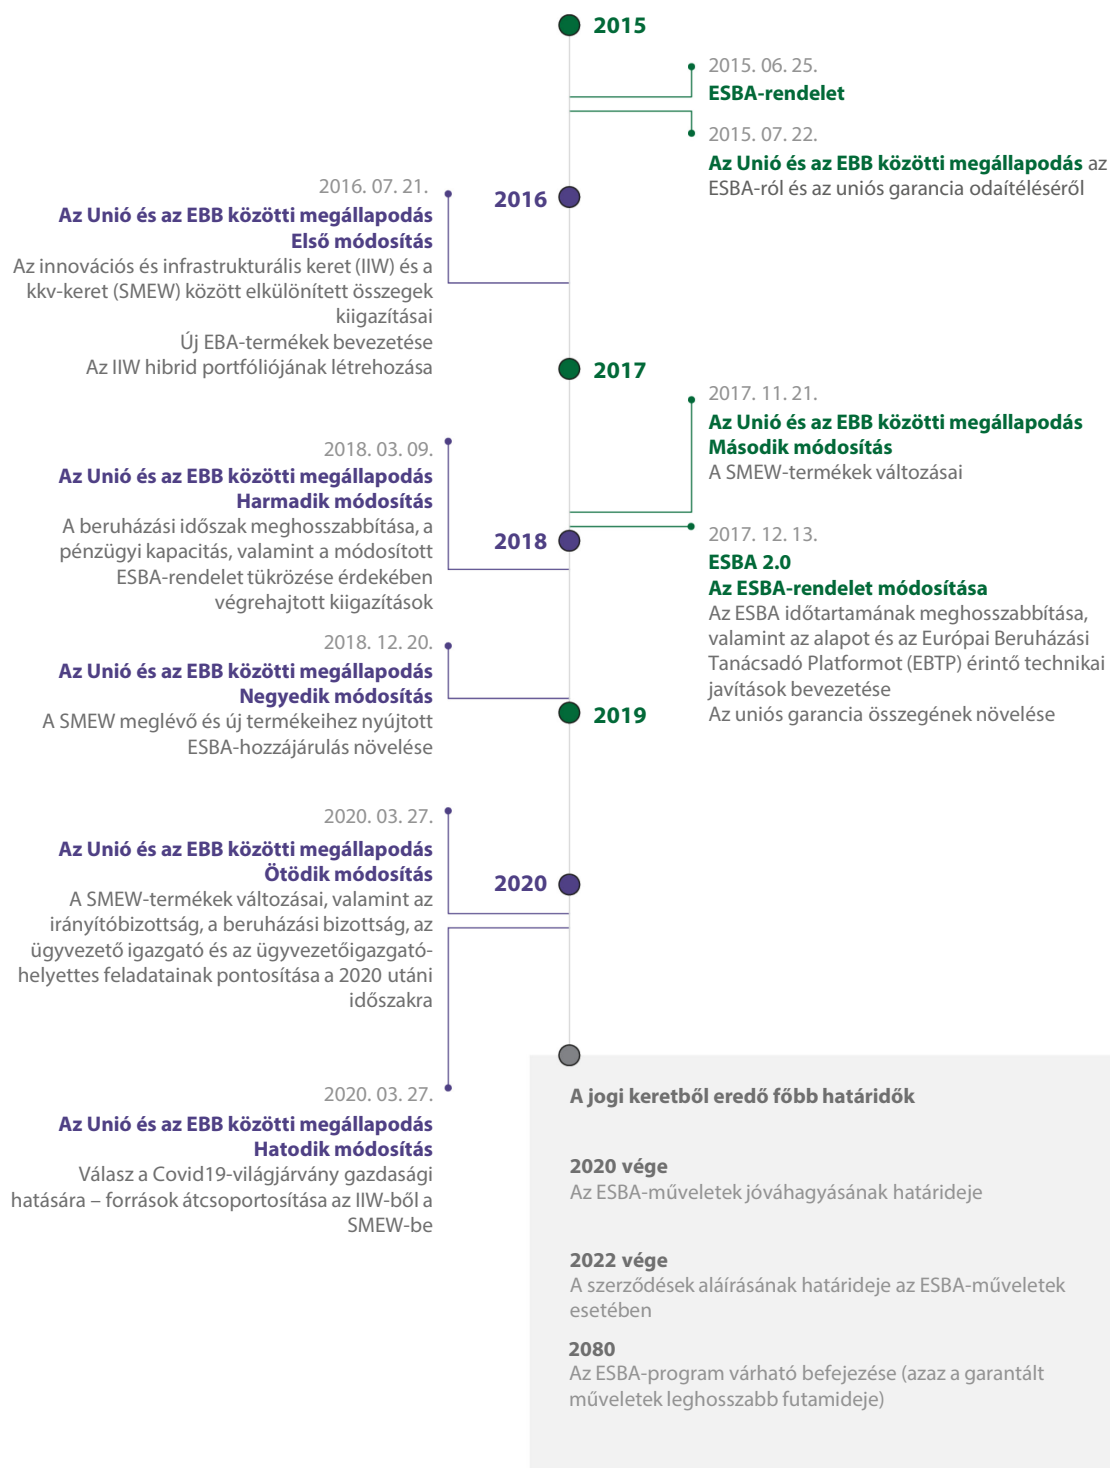 2015
2015. 06. 25.
ESBA-rendelet
2015. 07. 22.
Az Unió és az EBB közötti megállapodás az
ESBA-ról és az uniós garancia odaítéléséről
2016
2016. 07. 21.
Az Unió és az EBB közötti megállapodás
Első módosítás
Az innovációs és infrastrukturális keret (IIW) és a
kkv-keret (SMEW) között elkülönített összegek
kiigazításai
Új EBA-termékek bevezetése
Az IIW hibrid portfóliójának létrehozása
2017
2017. 11. 21.
Az Unió és az EBB közötti megállapodás
Második módosítás
A SMEW-termékek változásai
2017. 12. 13.
ESBA 2.0
Az ESBA-rendelet módosítása
Az ESBA időtartamának meghosszabbítása,
valamint az alapot és az Európai Beruházási
Tanácsadó Platformot (EBTP) érintő technikai
javítások bevezetése
Az uniós garancia összegének növelése
2018
2018. 03. 09.
Az Unió és az EBB közötti megállapodás
Harmadik módosítás
A beruházási időszak meghosszabbítása, a
pénzügyi kapacitás, valamint a módosított
ESBA-rendelet tükrözése érdekében
végrehajtott kiigazítások
2018. 12. 20.
Az Unió és az EBB közötti megállapodás
Negyedik módosítás
A SMEW meglévő és új termékeihez nyújtott
ESBA-hozzájárulás növelése
2019
2020
2020. 03. 27.
Az Unió és az EBB közötti megállapodás
Ötödik módosítás
A SMEW-termékek változásai, valamint az
irányítóbizottság, a beruházási bizottság, az
ügyvezető igazgató és az ügyvezetőigazgató-
helyettes feladatainak pontosítása a 2020 utáni
időszakra
2020. 03. 27.
Az Unió és az EBB közötti megállapodás
Hatodik módosítás
Válasz a Covid19-világjárvány gazdasági
hatására – források átcsoportosítása az IIW-ből a
SMEW-be
A jogi keretből eredő főbb határidők
2020 vége
Az ESBA-műveletek jóváhagyásának határideje
2022 vége
A szerződések aláírásának határideje az ESBA-műveletek
esetében
2080
Az ESBA-program várható befejezése (azaz a garantált
műveletek leghosszabb futamideje)